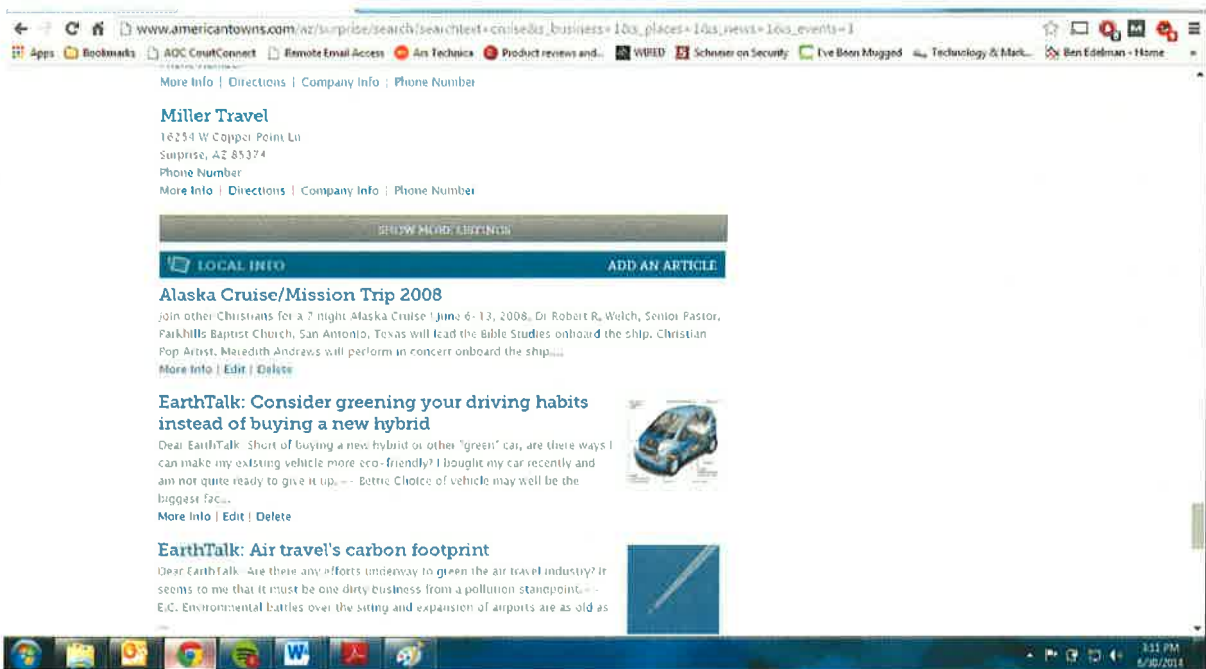 www.americantowns.com/az/surprise/search/searchtext=cruise&s_business=1&s_places=1&s_news=1&s_events=1
Apps Bookmarks AOC CourtConnect Remote Email Access Ars Technica Product reviews and... WIRED Schneier on Security I've Been Mugged Technology & Mark... Ben Edelman - Home
More Info | Directions | Company Info | Phone Number
Miller Travel
16254 W Copper Point Ln
Surprise, AZ 85374
Phone Number
More Info | Directions | Company Info | Phone Number
SHOW MORE LISTINGS
LOCAL INFO ADD AN ARTICLE
Alaska Cruise/Mission Trip 2008
Join other Christians for a 7 night Alaska Cruise ! June 6-13, 2008. Dr Robert R. Welch, Senior Pastor,
Parkhills Baptist Church, San Antonio, Texas will lead the Bible Studies onboard the ship. Christian
Pop Artist, Meredith Andrews will perform in concert onboard the ship....
More Info | Edit | Delete
EarthTalk: Consider greening your driving habits
instead of buying a new hybrid
Dear EarthTalk: Short of buying a new hybrid or other "green" car, are there ways I
can make my existing vehicle more eco-friendly? I bought my car recently and
am not quite ready to give it up. -- Bettie Choice of vehicle may well be the
biggest fac...
More Info | Edit | Delete
EarthTalk: Air travel's carbon footprint
Dear EarthTalk: Are there any efforts underway to green the air travel industry? It
seems to me that it must be one dirty business from a pollution standpoint. --
E.C. Environmental battles over the siting and expansion of airports are as old as
...
3:11 PM
6/30/2014